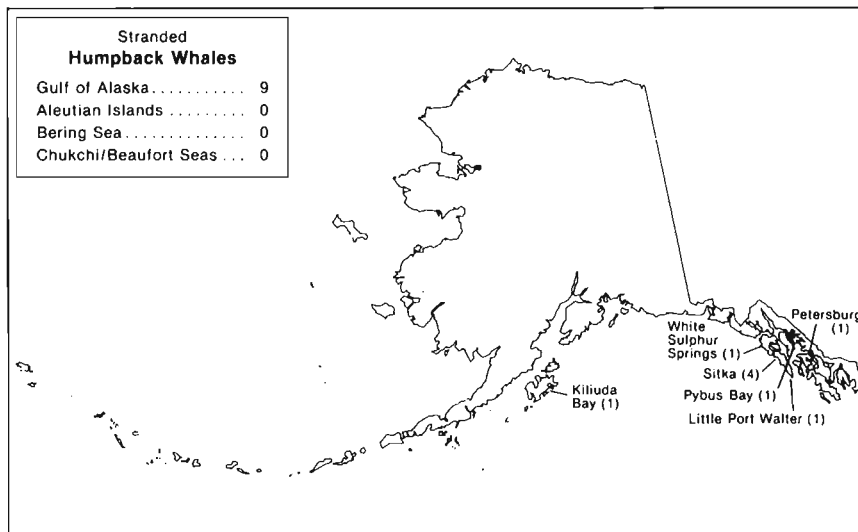 Stranded
Humpback Whales
Gulf of Alaska........... 9
Aleutian Islands ......... 0
Bering Sea.............. 0
Chukchi/Beaufort Seas ... 0
Petersburg
(1)
White
Sulphur
Springs (1)
Sitka (4)
Pybus Bay (1)
Little Port Walter (1)
Kiliuda
Bay (1)